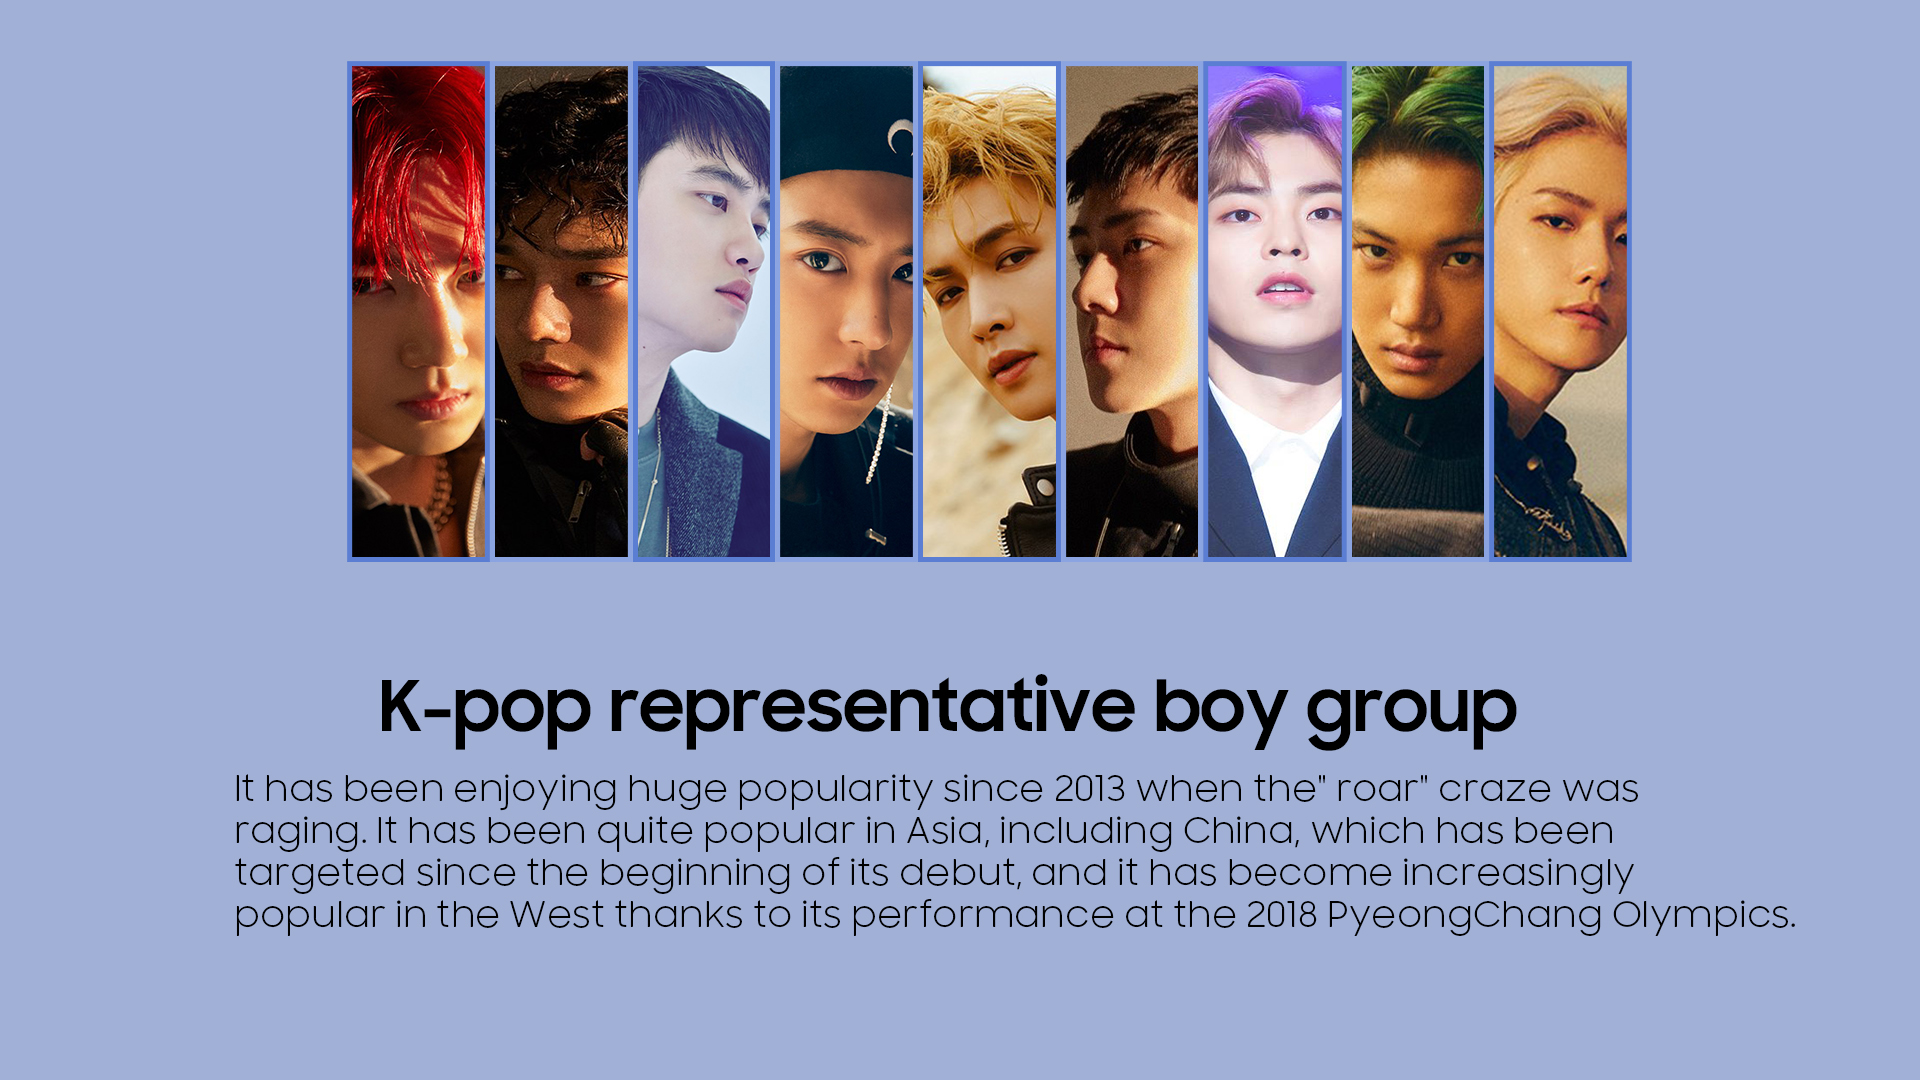 K-pop representative boy group
It has been enjoying huge popularity since 2013 when the" roar" craze was
raging. It has been quite popular in Asia, including China, which has been
targeted since the beginning of its debut, and it has become increasingly
popular in the West thanks to its performance at the 2018 PyeongChang Olympics.